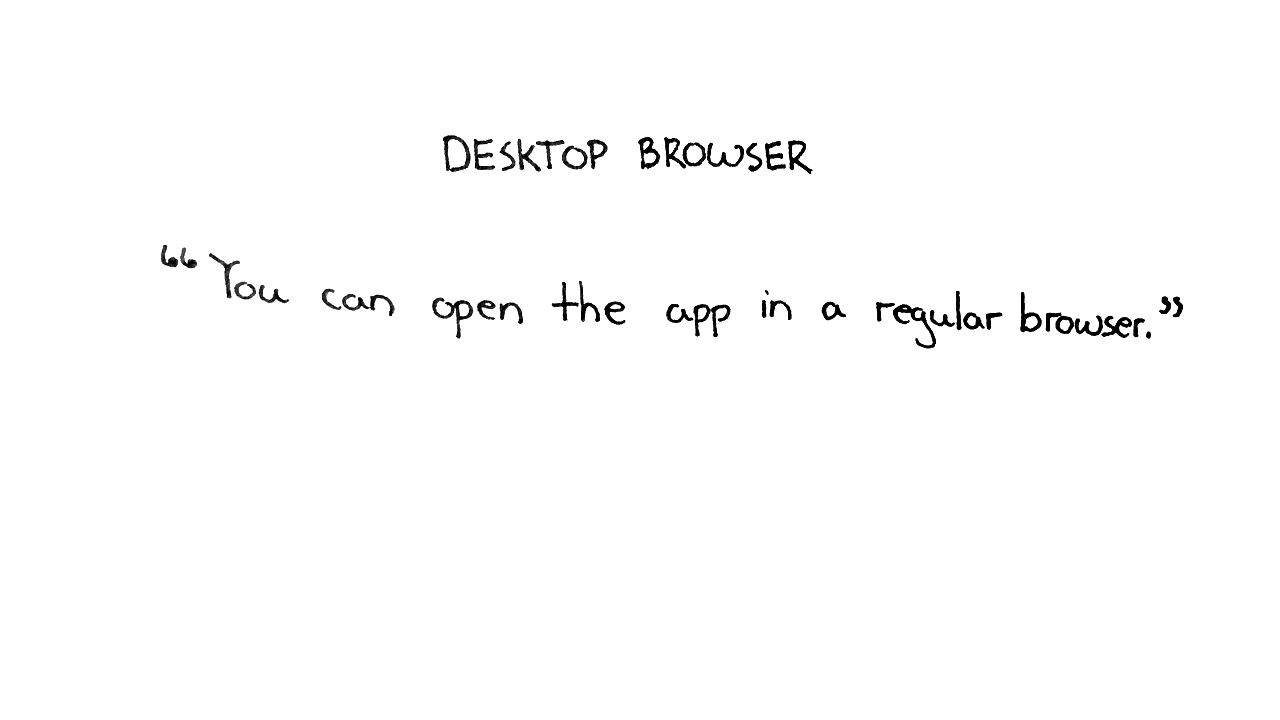 DESKTOP BROWSER
“You can open the app in a regular browser.”